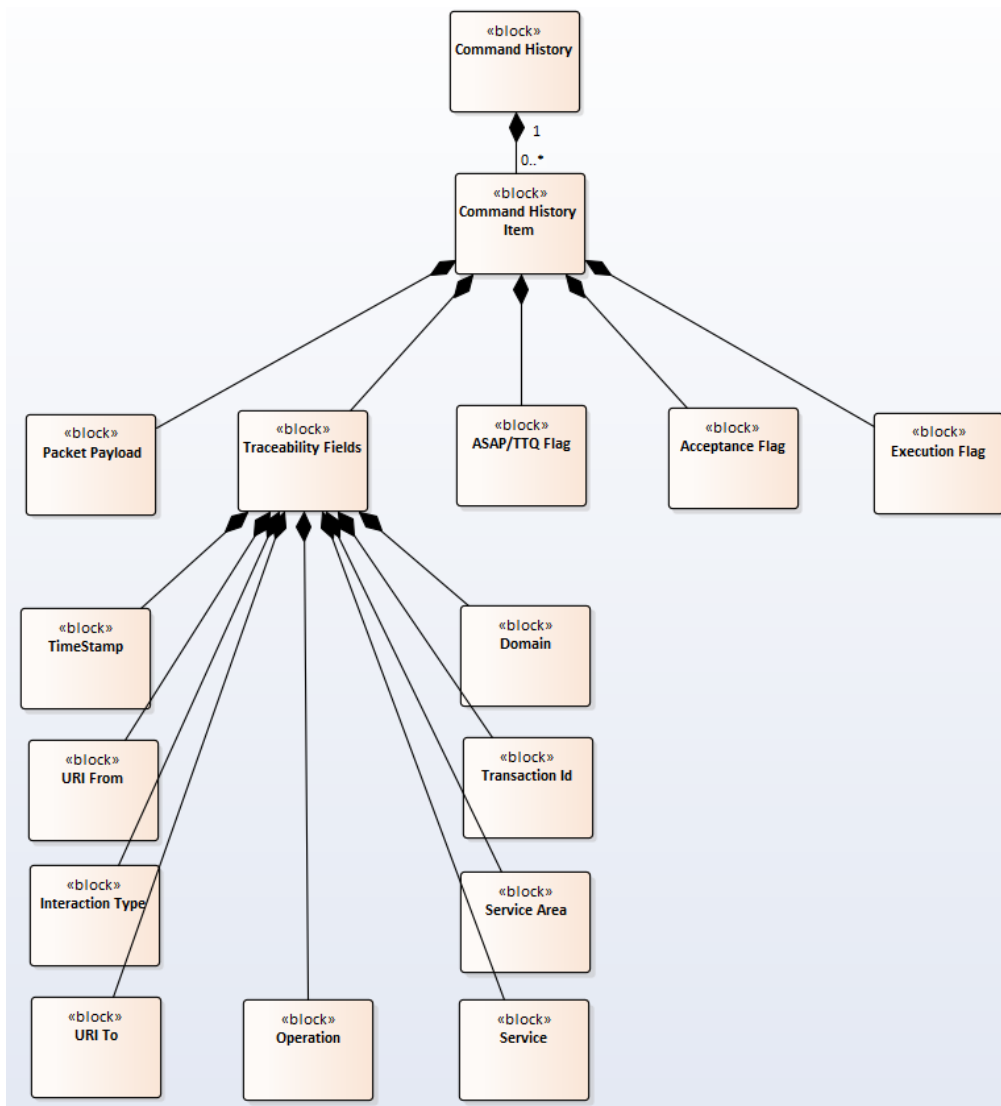 «block»
Command History
1
0..*
«block»
Command History
Item
«block»
Packet Payload
«block»
Traceability Fields
«block»
ASAP/TTQ Flag
«block»
Acceptance Flag
«block»
Execution Flag
«block»
TimeStamp
«block»
Domain
«block»
URI From
«block»
Transaction Id
«block»
Interaction Type
«block»
Service Area
«block»
URI To
«block»
Operation
«block»
Service